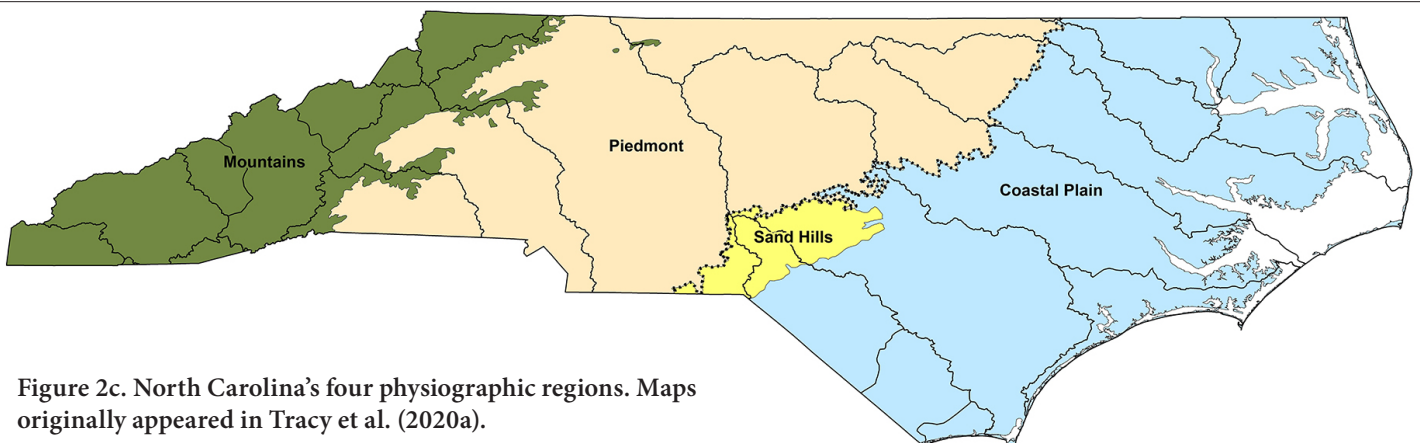 Mountains
Piedmont
Coastal Plain
Sand Hills
Figure 2c. North Carolina’s four physiographic regions. Maps
originally appeared in Tracy et al. (2020a).